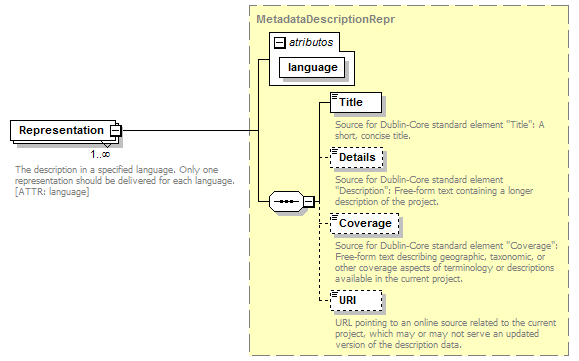 MetadataDescriptionRepr
atributos
language
Representation
1..∞
The description in a specified language. Only one
representation should be delivered for each language.
[ATTR: language]
Title
Source for Dublin-Core standard element "Title": A
short, concise title.
Details
Source for Dublin-Core standard element
"Description": Free-form text containing a longer
description of the project.
Coverage
Source for Dublin-Core standard element "Coverage":
Free-form text describing geographic, taxonomic, or
other coverage aspects of terminology or descriptions
available in the current project.
URI
URL pointing to an online source related to the current
project, which may or may not serve an updated
version of the description data.